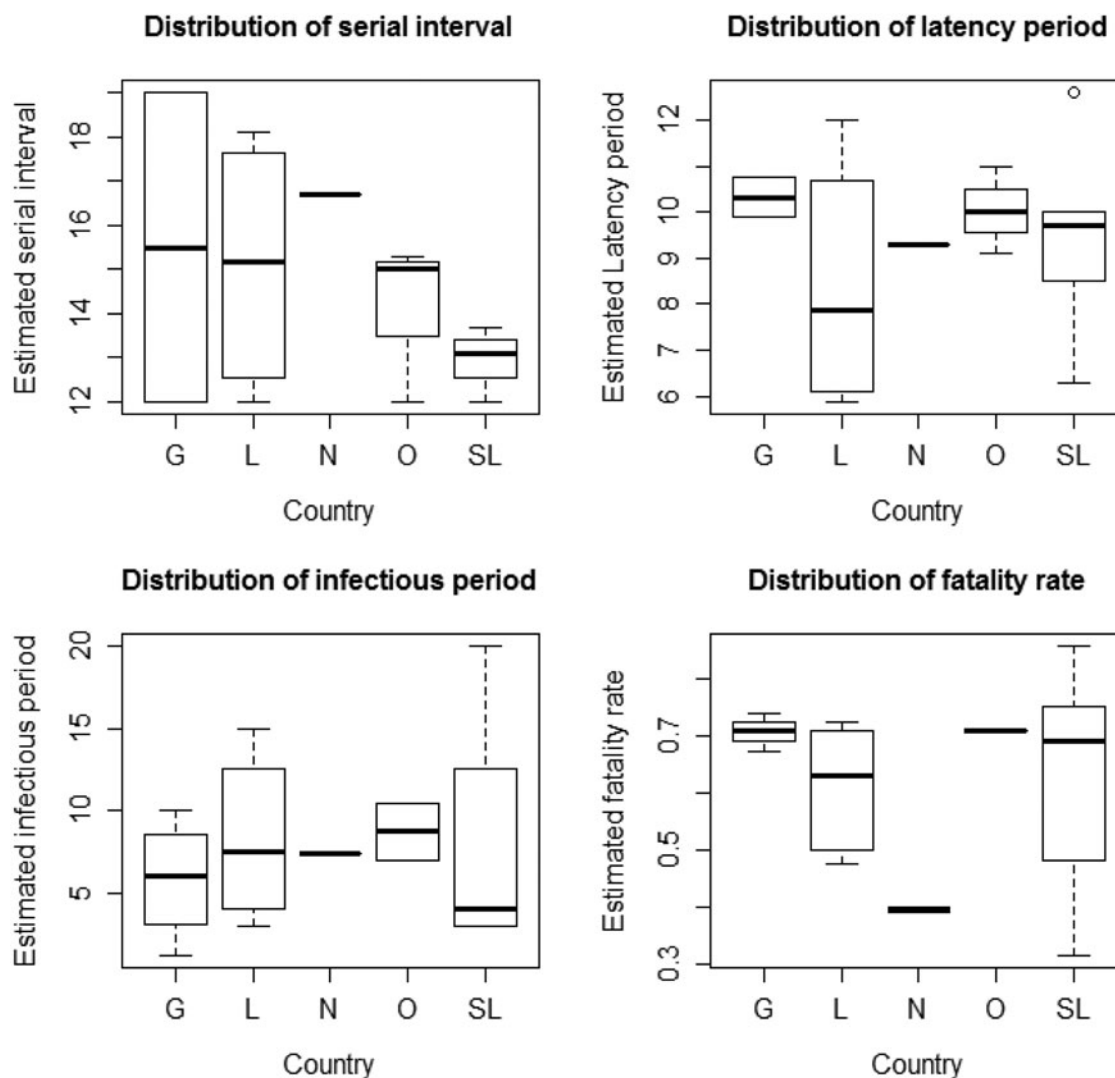 Distribution of serial interval
Estimated serial interval
18
16
14
12
G L N O SL
Country
Distribution of latency period
Estimated Latency period
12
10
9
8
7
6
G L N O SL
Country
Distribution of infectious period
Estimated infectious period
20
15
10
5
G L N O SL
Country
Distribution of fatality rate
Estimated fatality rate
0.7
0.5
0.3
G L N O SL
Country